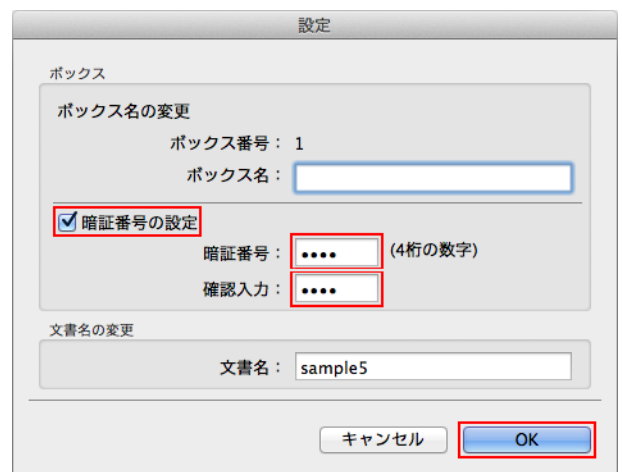 設定
ボックス
ボックス名の変更
ボックス番号： 1
ボックス名：
暗証番号の設定
暗証番号： •••• (4桁の数字)
確認入力： ••••
文書名の変更
文書名： sample5
キャンセル OK